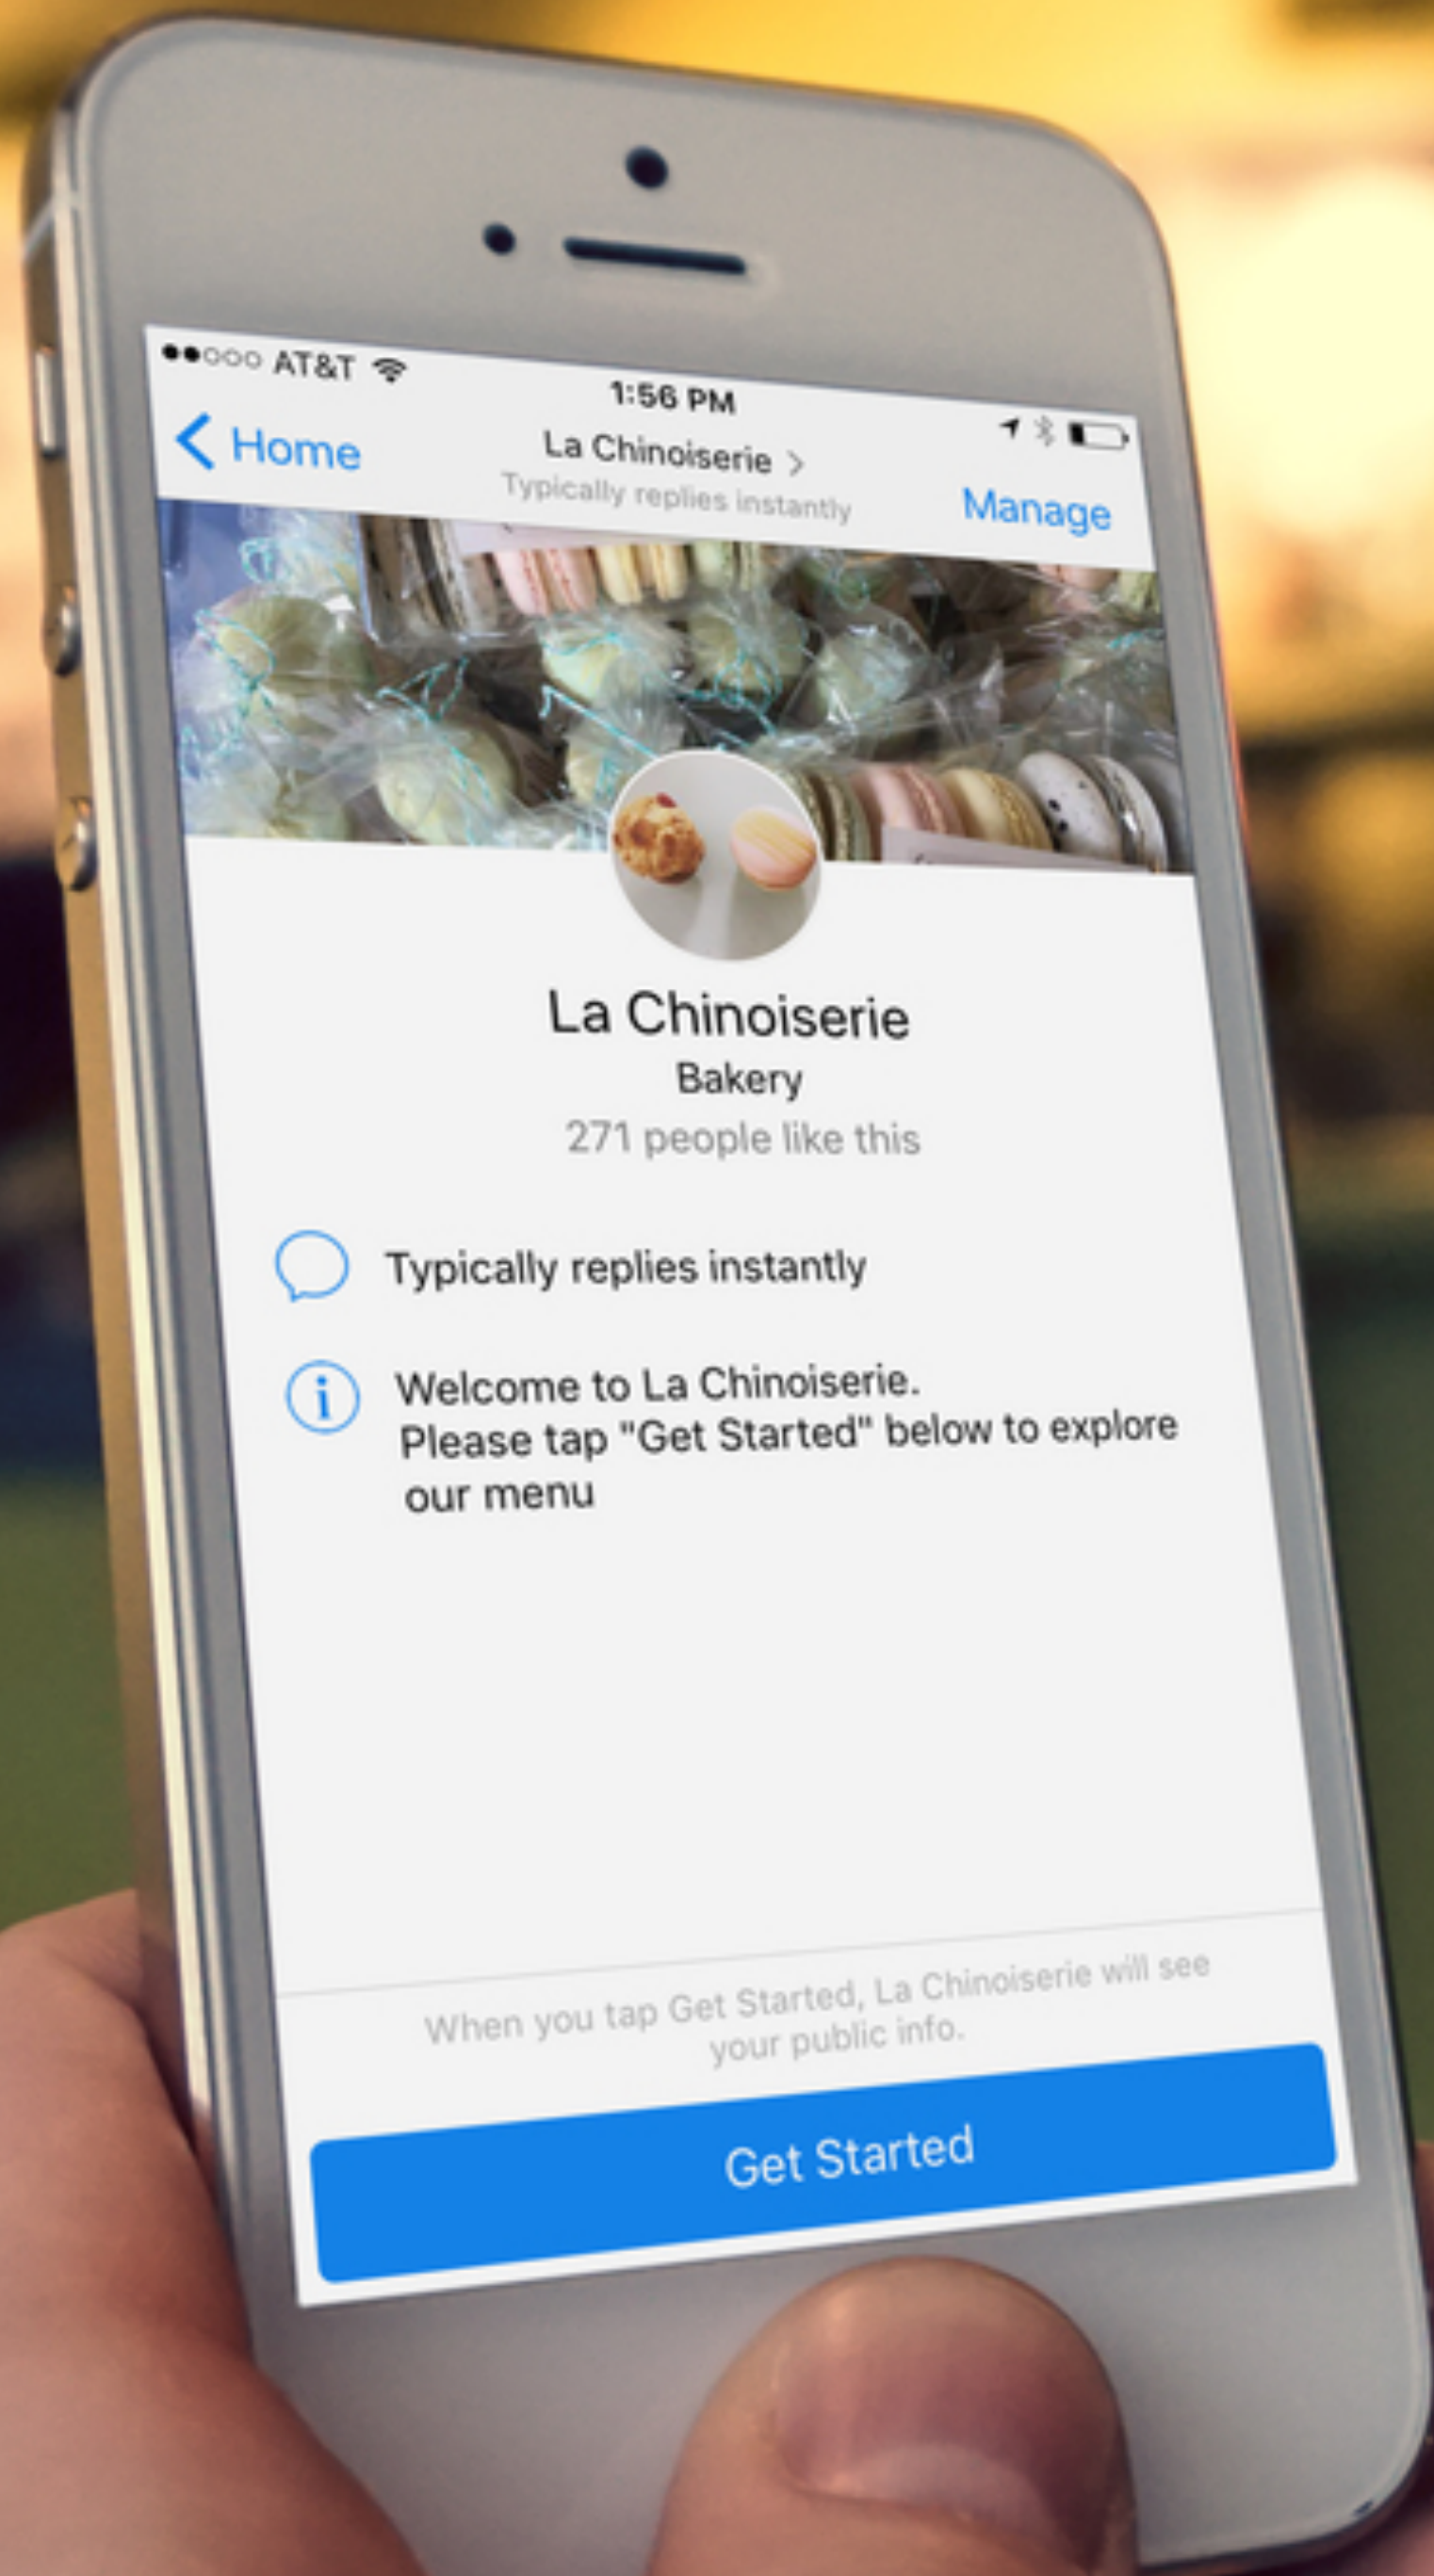 AT&T
1:56 PM
Home
La Chinoiserie
Typically replies instantly
Manage
La Chinoiserie
Bakery
271 people like this
Typically replies instantly
Welcome to La Chinoiserie.
Please tap "Get Started" below to explore
our menu
When you tap Get Started, La Chinoiserie will see
your public info.
Get Started